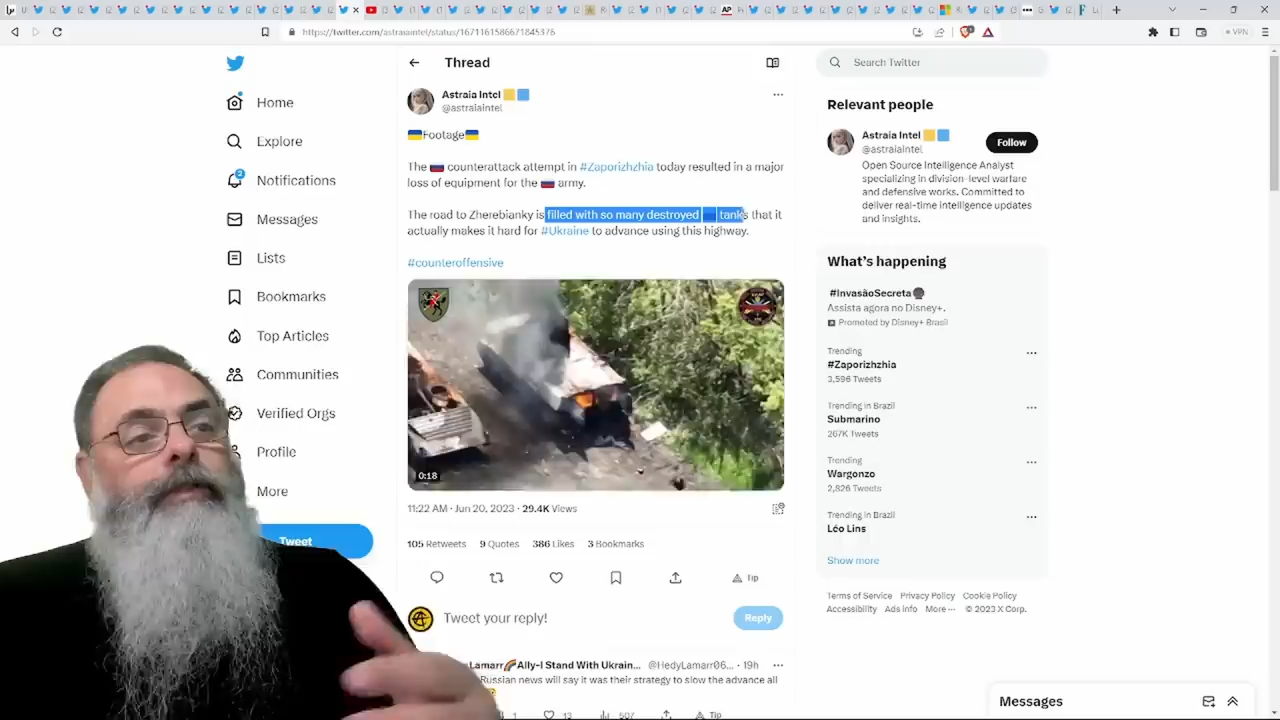 https://twitter.com/astraiaintel/status/1671161586671845376
VPN
Home
Explore
2
Notifications
Messages
Lists
Bookmarks
Top Articles
Communities
Verified Orgs
Profile
More
Tweet
Thread
Astraia Intel
@astraiaintel
Footage
The counterattack attempt in #Zaporizhzhia today resulted in a major
loss of equipment for the army.
The road to Zherebianky is filled with so many destroyed tanks that it
actually makes it hard for #Ukraine to advance using this highway.
#counteroffensive
0:18
11:22 AM · Jun 20, 2023 · 29.4K Views
105 Retweets 9 Quotes 386 Likes 3 Bookmarks
Tip
Tweet your reply!
Reply
Lamarr🌈Ally-I Stand With Ukrain... @HedyLamarr06... · 19h
Russian news will say it was their strategy to slow the advance all
1 13 507 Tip
Search Twitter
Relevant people
Astraia Intel
@astraiaintel
Follow
Open Source Intelligence Analyst
specializing in division-level warfare
and defensive works. Committed to
deliver real-time intelligence updates
and insights.
What's happening
#InvasãoSecreta
Assista agora no Disney+.
Promoted by Disney+ Brasil
Trending
#Zaporizhzhia
3,596 Tweets
Trending in Brazil
Submarino
267K Tweets
Trending
Wargonzo
2,826 Tweets
Trending in Brazil
Léo Lins
Show more
Terms of Service Privacy Policy Cookie Policy
Accessibility Ads info More ··· © 2023 X Corp.
Messages